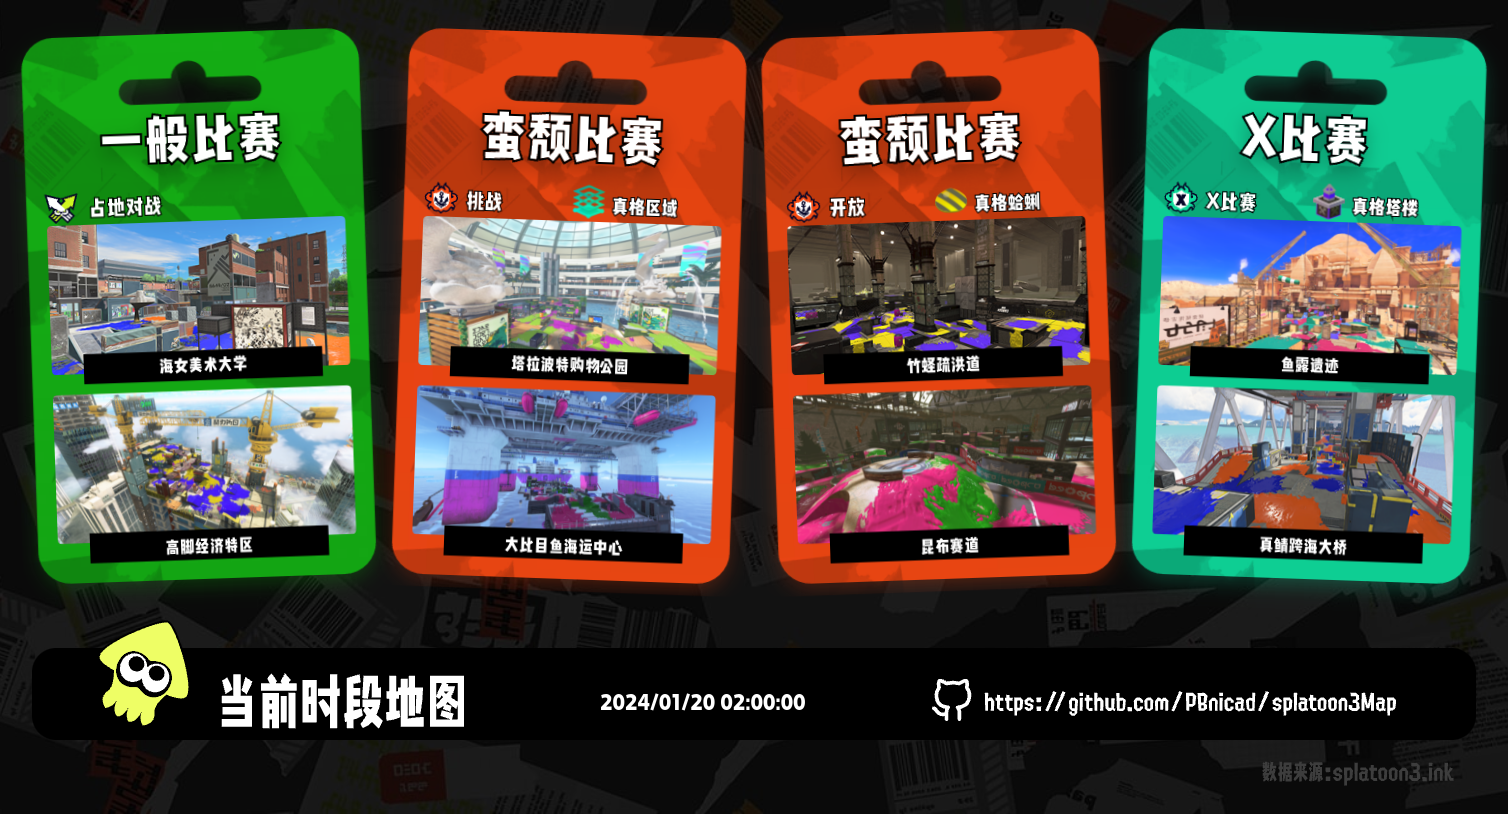 一般比赛
占地对战
海女美术大学
高脚经济特区
蛮颓比赛
挑战
真格区域
塔拉波特购物公园
大比目鱼海运中心
蛮颓比赛
开放
真格蛤蜊
竹蛏疏洪道
昆布赛道
X比赛
X比赛
真格塔楼
鱼露遗迹
真鲭跨海大桥
当前时段地图
2024/01/20 02:00:00
https://github.com/PBnicad/splatoon3Map
数据来源:splatoon3.ink